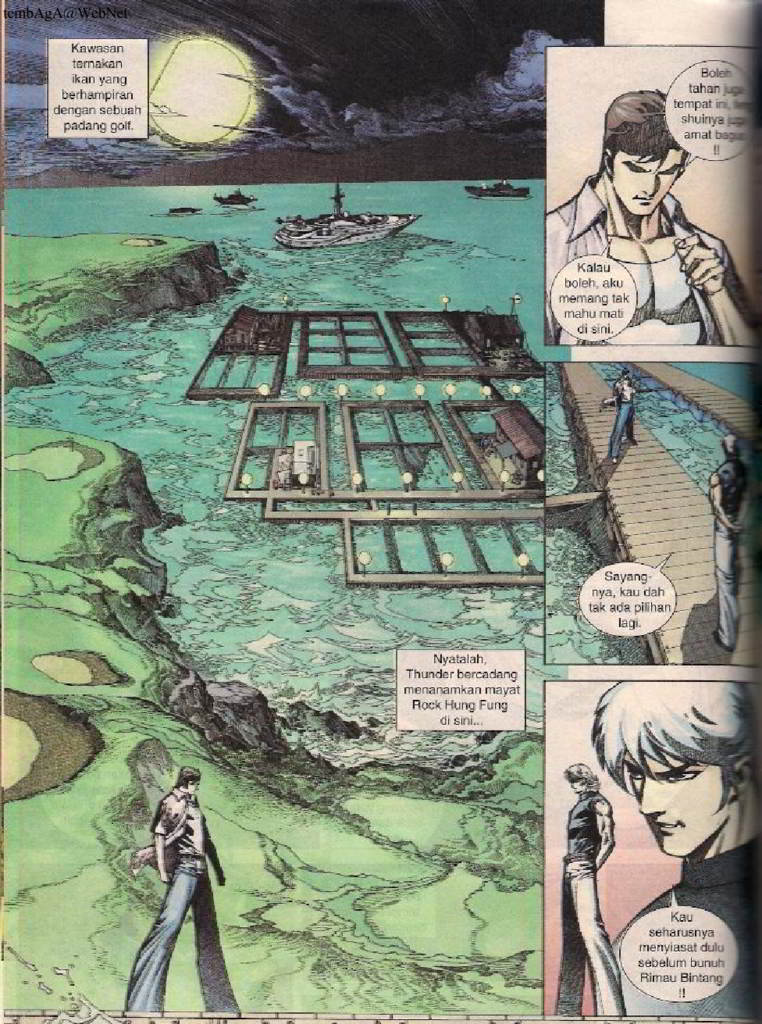 tembAgA@WebNet
Kawasan
ternakan
ikan yang
berhampiran
dengan sebuah
padang golf.
Boleh
tahan juga
tempat ini,
shuinya
amat bagus
!!
Kalau
boleh, aku
memang tak
mahu mati
di sini.
Sayang-
nya, kau dah
tak ada pilihan
lagi.
Nyatalah,
Thunder bercadang
menanamkan mayat
Rock Hung Fung
di sini...
Kau
seharusnya
menyiasat dulu
sebelum bunuh
Rimau Bintang
!!